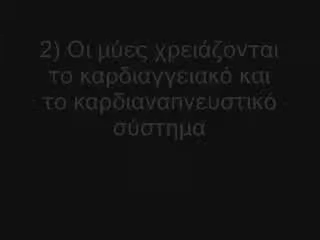 2) Οι μύες χρειάζονται
το καρδιαγγειακό και
το καρδιαναπνευστικό
σύστημα